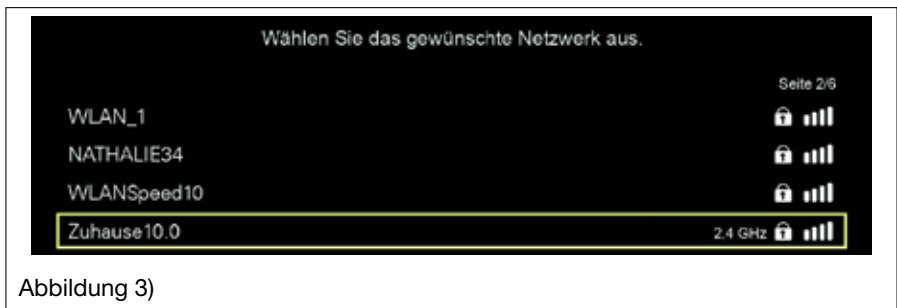 Wählen Sie das gewünschte Netzwerk aus.
Seite 2/6
WLAN_1
NATHALIE34
WLANSpeed10
Zuhause10.0 2,4 GHz
Abbildung 3)